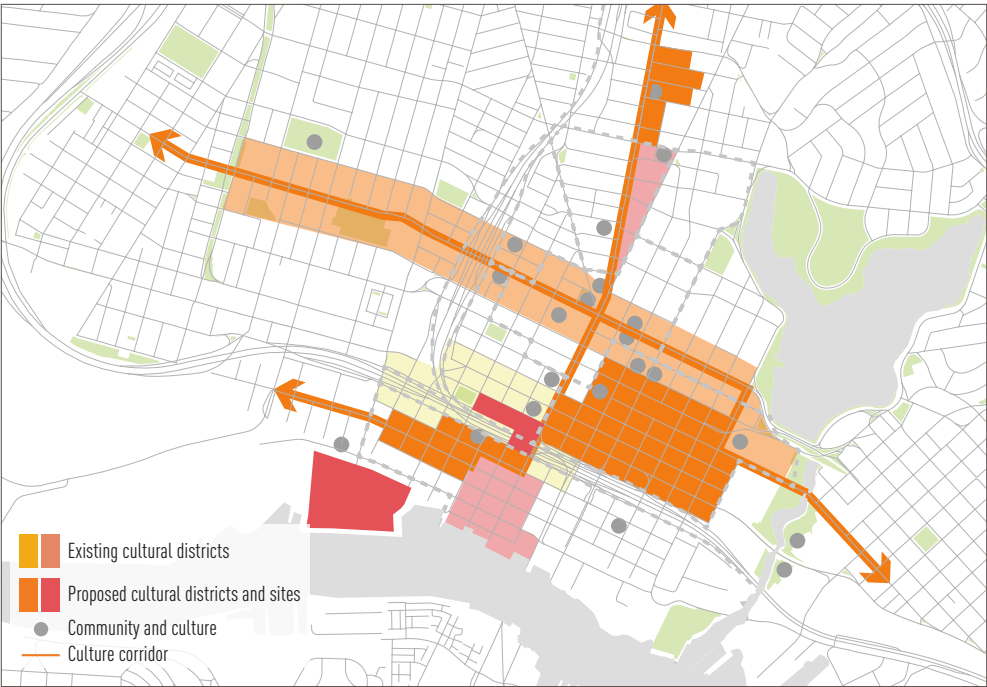 Existing cultural districts
Proposed cultural districts and sites
Community and culture
Culture corridor